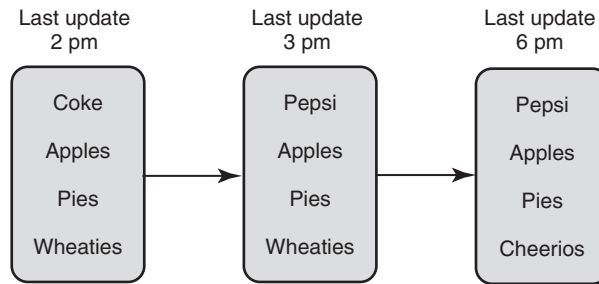 Last update
2 pm
Coke
Apples
Pies
Wheaties
Last update
3 pm
Pepsi
Apples
Pies
Wheaties
Last update
6 pm
Pepsi
Apples
Pies
Cheerios